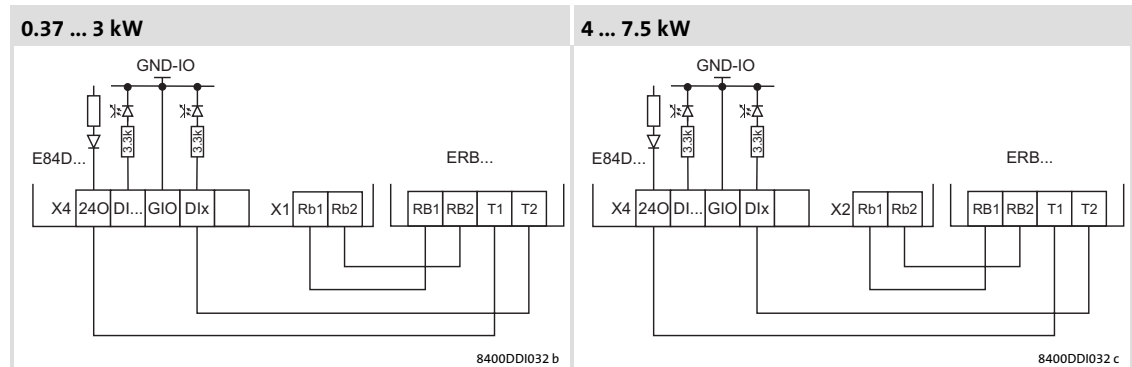 0.37 ... 3 kW
GND-IO
3.3k
3.3k
E84D...
ERB...
X4 24O DI... GIO DIx
X1 Rb1 Rb2
RB1 RB2 T1 T2
8400DDI032 b
4 ... 7.5 kW
GND-IO
3.3k
3.3k
E84D...
ERB...
X4 24O DI... GIO DIx
X2 Rb1 Rb2
RB1 RB2 T1 T2
8400DDI032 c